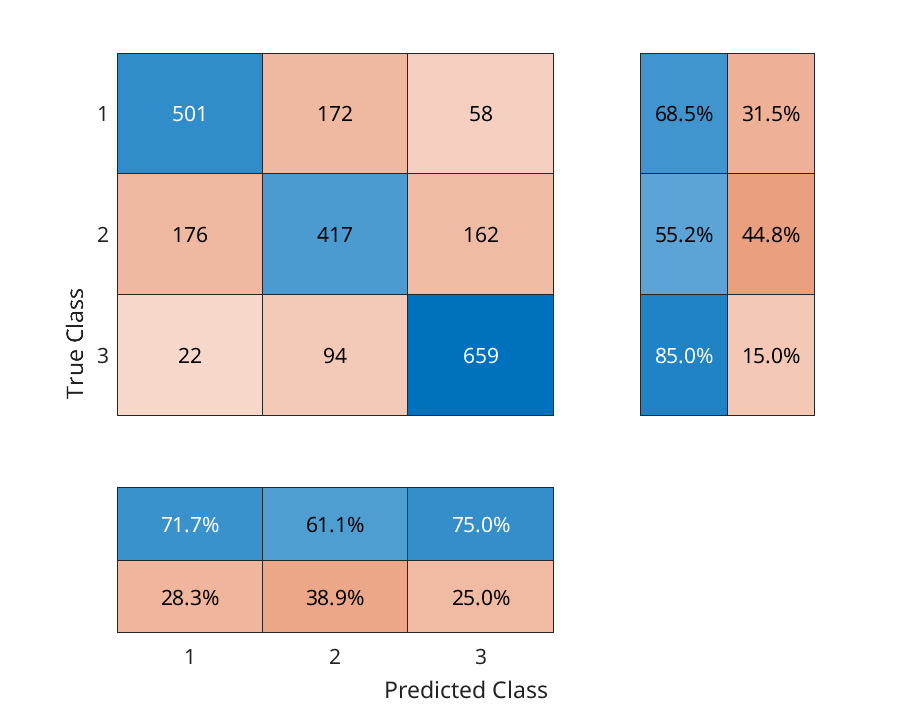 1 501 172 58 68.5% 31.5%
2 176 417 162 55.2% 44.8%
True Class
3 22 94 659 85.0% 15.0%
71.7% 61.1% 75.0%
28.3% 38.9% 25.0%
1 2 3
Predicted Class